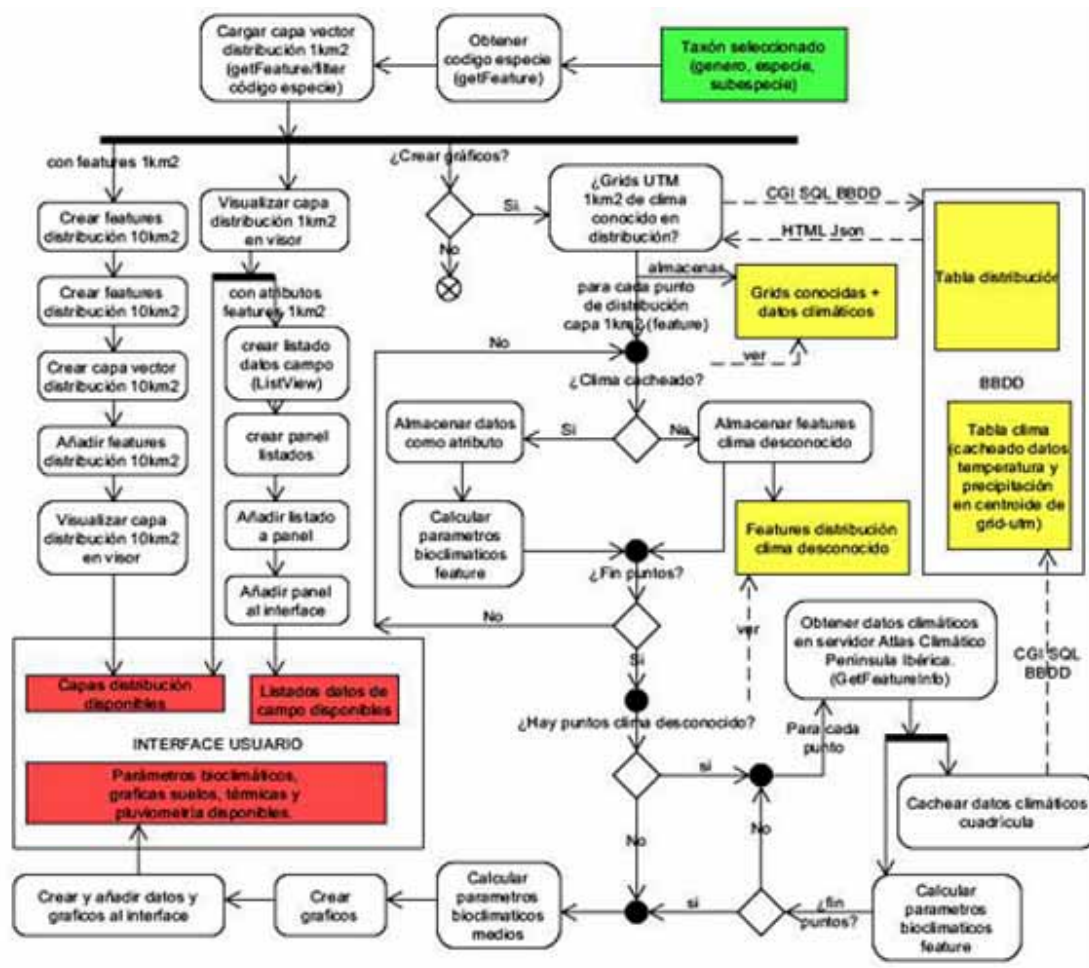 Cargar capa vector
distribución 1km2
(getFeature/filter
código especie)
Obtener
codigo especie
(getFeature)
Taxón seleccionado
(genero, especie,
subespecie)
con features 1km2
¿Crear gráficos?
Crear features
distribución 10km2
Crear features
distribución 10km2
Crear capa vector
distribución 10km2
Añadir features
distribución 10km2
Visualizar capa
distribución 10km2
en visor
Visualizar capa
distribución 1km2
en visor
con atributos
features 1km2
crear listado
datos campo
(ListView)
crear panel
listados
Añadir listado
a panel
Añadir panel
al interface
Si
No
¿Grids UTM
1km2 de clima
conocido en
distribución?
CGI SQL BBDD
HTML Json
almacenas
para cada punto
de distribución
capa 1km2 (feature)
Grids conocidas +
datos climáticos
ver
Tabla distribución
BBDD
Tabla clima
(cacheado datos
temperatura y
precipitación
en centroide de
grid-utm)
No
¿Clima cacheado?
Almacenar datos
como atributo
Si
No
Almacenar features
clima desconocido
Calcular
parametros
bioclimaticos
feature
Features distribución
clima desconocido
¿Fin puntos?
No
Si
ver
Obtener datos climáticos
en servidor Atlas Climático
Peninsula Ibérica.
(GetFeatureInfo)
CGI SQL
BBDD
Capas distribución
disponibles
Listados datos de
campo disponibles
INTERFACE USUARIO
Parámetros bioclimáticos,
graficas suelos, térmicas y
pluviometría disponibles.
¿Hay puntos clima desconocido?
si
Para cada
punto
No
No
Cachear datos climáticos
cuadrícula
Crear y añadir datos y
graficos al interface
Crear
graficos
Calcular
parametros
bioclimaticos
medios
si
¿fin
puntos?
Calcular
parametros
bioclimaticos
feature